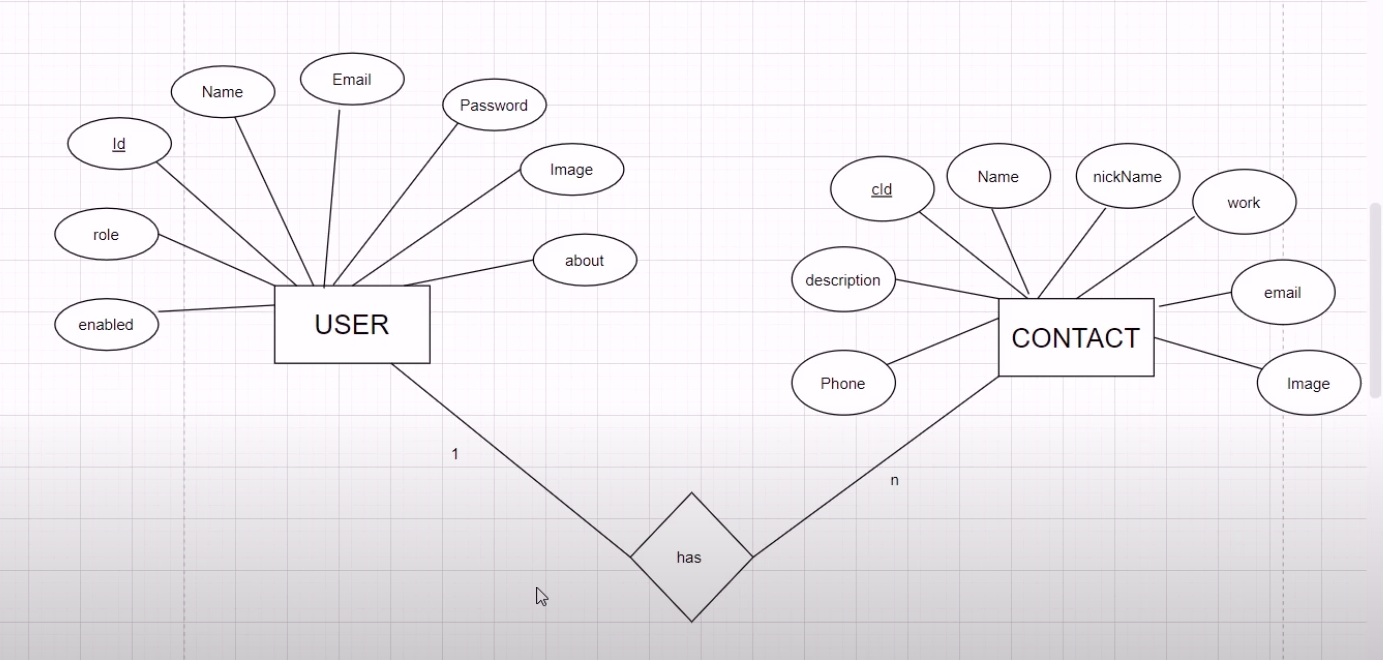 Email
Name
Password
Id
Image
role
about
enabled
USER
Name
nickName
cId
work
description
email
CONTACT
Phone
Image
1
n
has